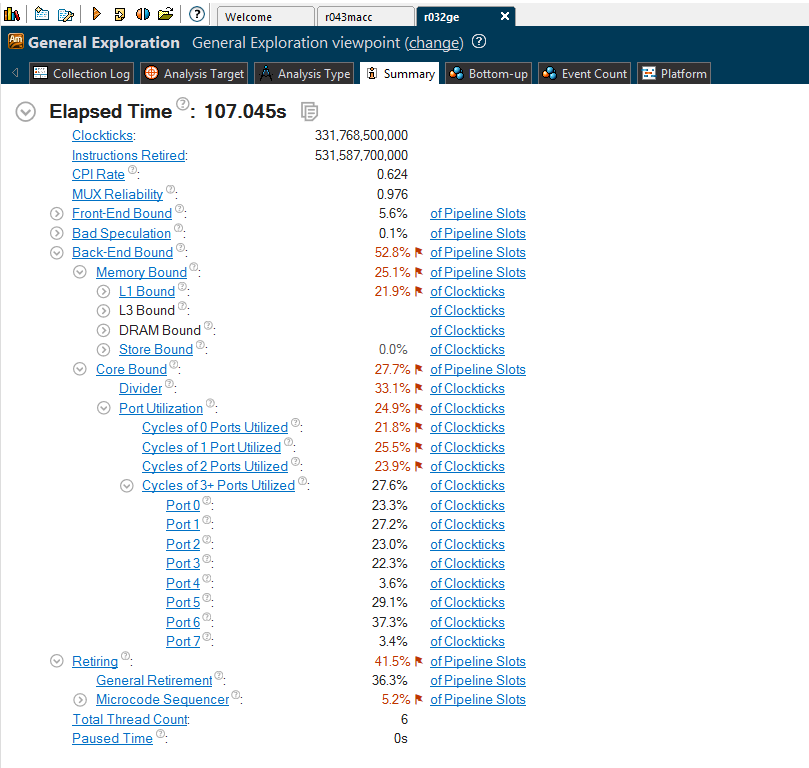 Welcome r043macc r032ge
Am General Exploration General Exploration viewpoint (change) ?
Collection Log Analysis Target Analysis Type Summary Bottom-up Event Count Platform
Elapsed Time ?: 107.045s
Clockticks: 331,768,500,000
Instructions Retired: 531,587,700,000
CPI Rate ?: 0.624
MUX Reliability ?: 0.976
Front-End Bound ?: 5.6% of Pipeline Slots
Bad Speculation ?: 0.1% of Pipeline Slots
Back-End Bound ?: 52.8% of Pipeline Slots
Memory Bound ?: 25.1% of Pipeline Slots
L1 Bound ?: 21.9% of Clockticks
L3 Bound ?: of Clockticks
DRAM Bound ?: of Clockticks
Store Bound ?: 0.0% of Clockticks
Core Bound ?: 27.7% of Pipeline Slots
Divider ?: 33.1% of Clockticks
Port Utilization ?: 24.9% of Clockticks
Cycles of 0 Ports Utilized ?: 21.8% of Clockticks
Cycles of 1 Port Utilized ?: 25.5% of Clockticks
Cycles of 2 Ports Utilized ?: 23.9% of Clockticks
Cycles of 3+ Ports Utilized ?: 27.6% of Clockticks
Port 0 ?: 23.3% of Clockticks
Port 1 ?: 27.2% of Clockticks
Port 2 ?: 23.0% of Clockticks
Port 3 ?: 22.3% of Clockticks
Port 4 ?: 3.6% of Clockticks
Port 5 ?: 29.1% of Clockticks
Port 6 ?: 37.3% of Clockticks
Port 7 ?: 3.4% of Clockticks
Retiring ?: 41.5% of Pipeline Slots
General Retirement ?: 36.3% of Pipeline Slots
Microcode Sequencer ?: 5.2% of Pipeline Slots
Total Thread Count: 6
Paused Time ?: 0s